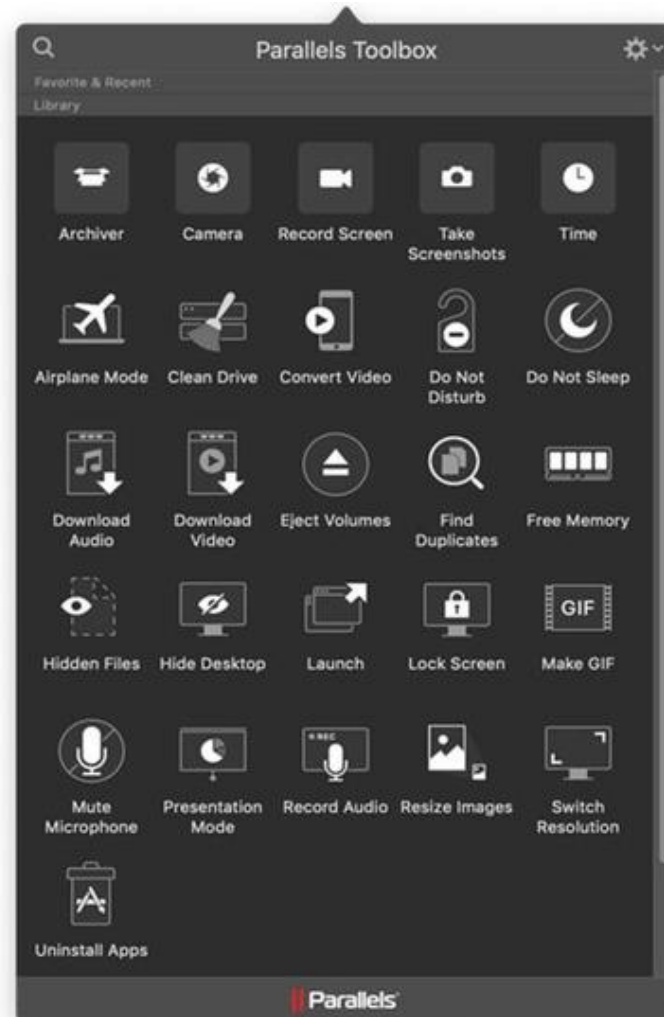 Parallels Toolbox
Favorite & Recent
Library
Archiver
Camera
Record Screen
Take
Screenshots
Time
Airplane Mode
Clean Drive
Convert Video
Do Not
Disturb
Do Not Sleep
Download
Audio
Download
Video
Eject Volumes
Find
Duplicates
Free Memory
Hidden Files
Hide Desktop
Launch
Lock Screen
GIF
Make GIF
Mute
Microphone
Presentation
Mode
REC
Record Audio
Resize Images
Switch
Resolution
Uninstall Apps
Parallels